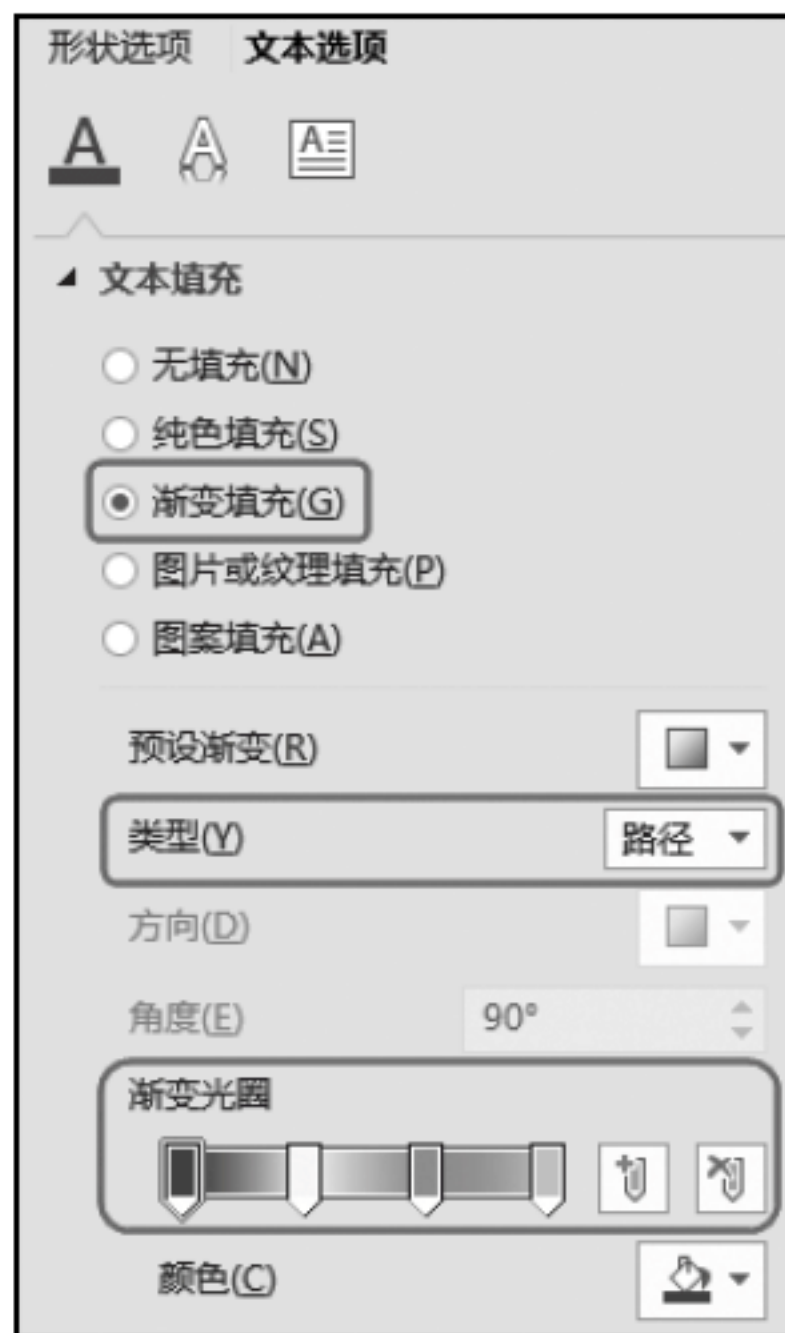 形状选项 文本选项
文本填充
无填充(N)
纯色填充(S)
渐变填充(G)
图片或纹理填充(P)
图案填充(A)
预设渐变(R)
类型(Y) 路径
方向(D)
角度(E) 90°
渐变光圈
颜色(C)